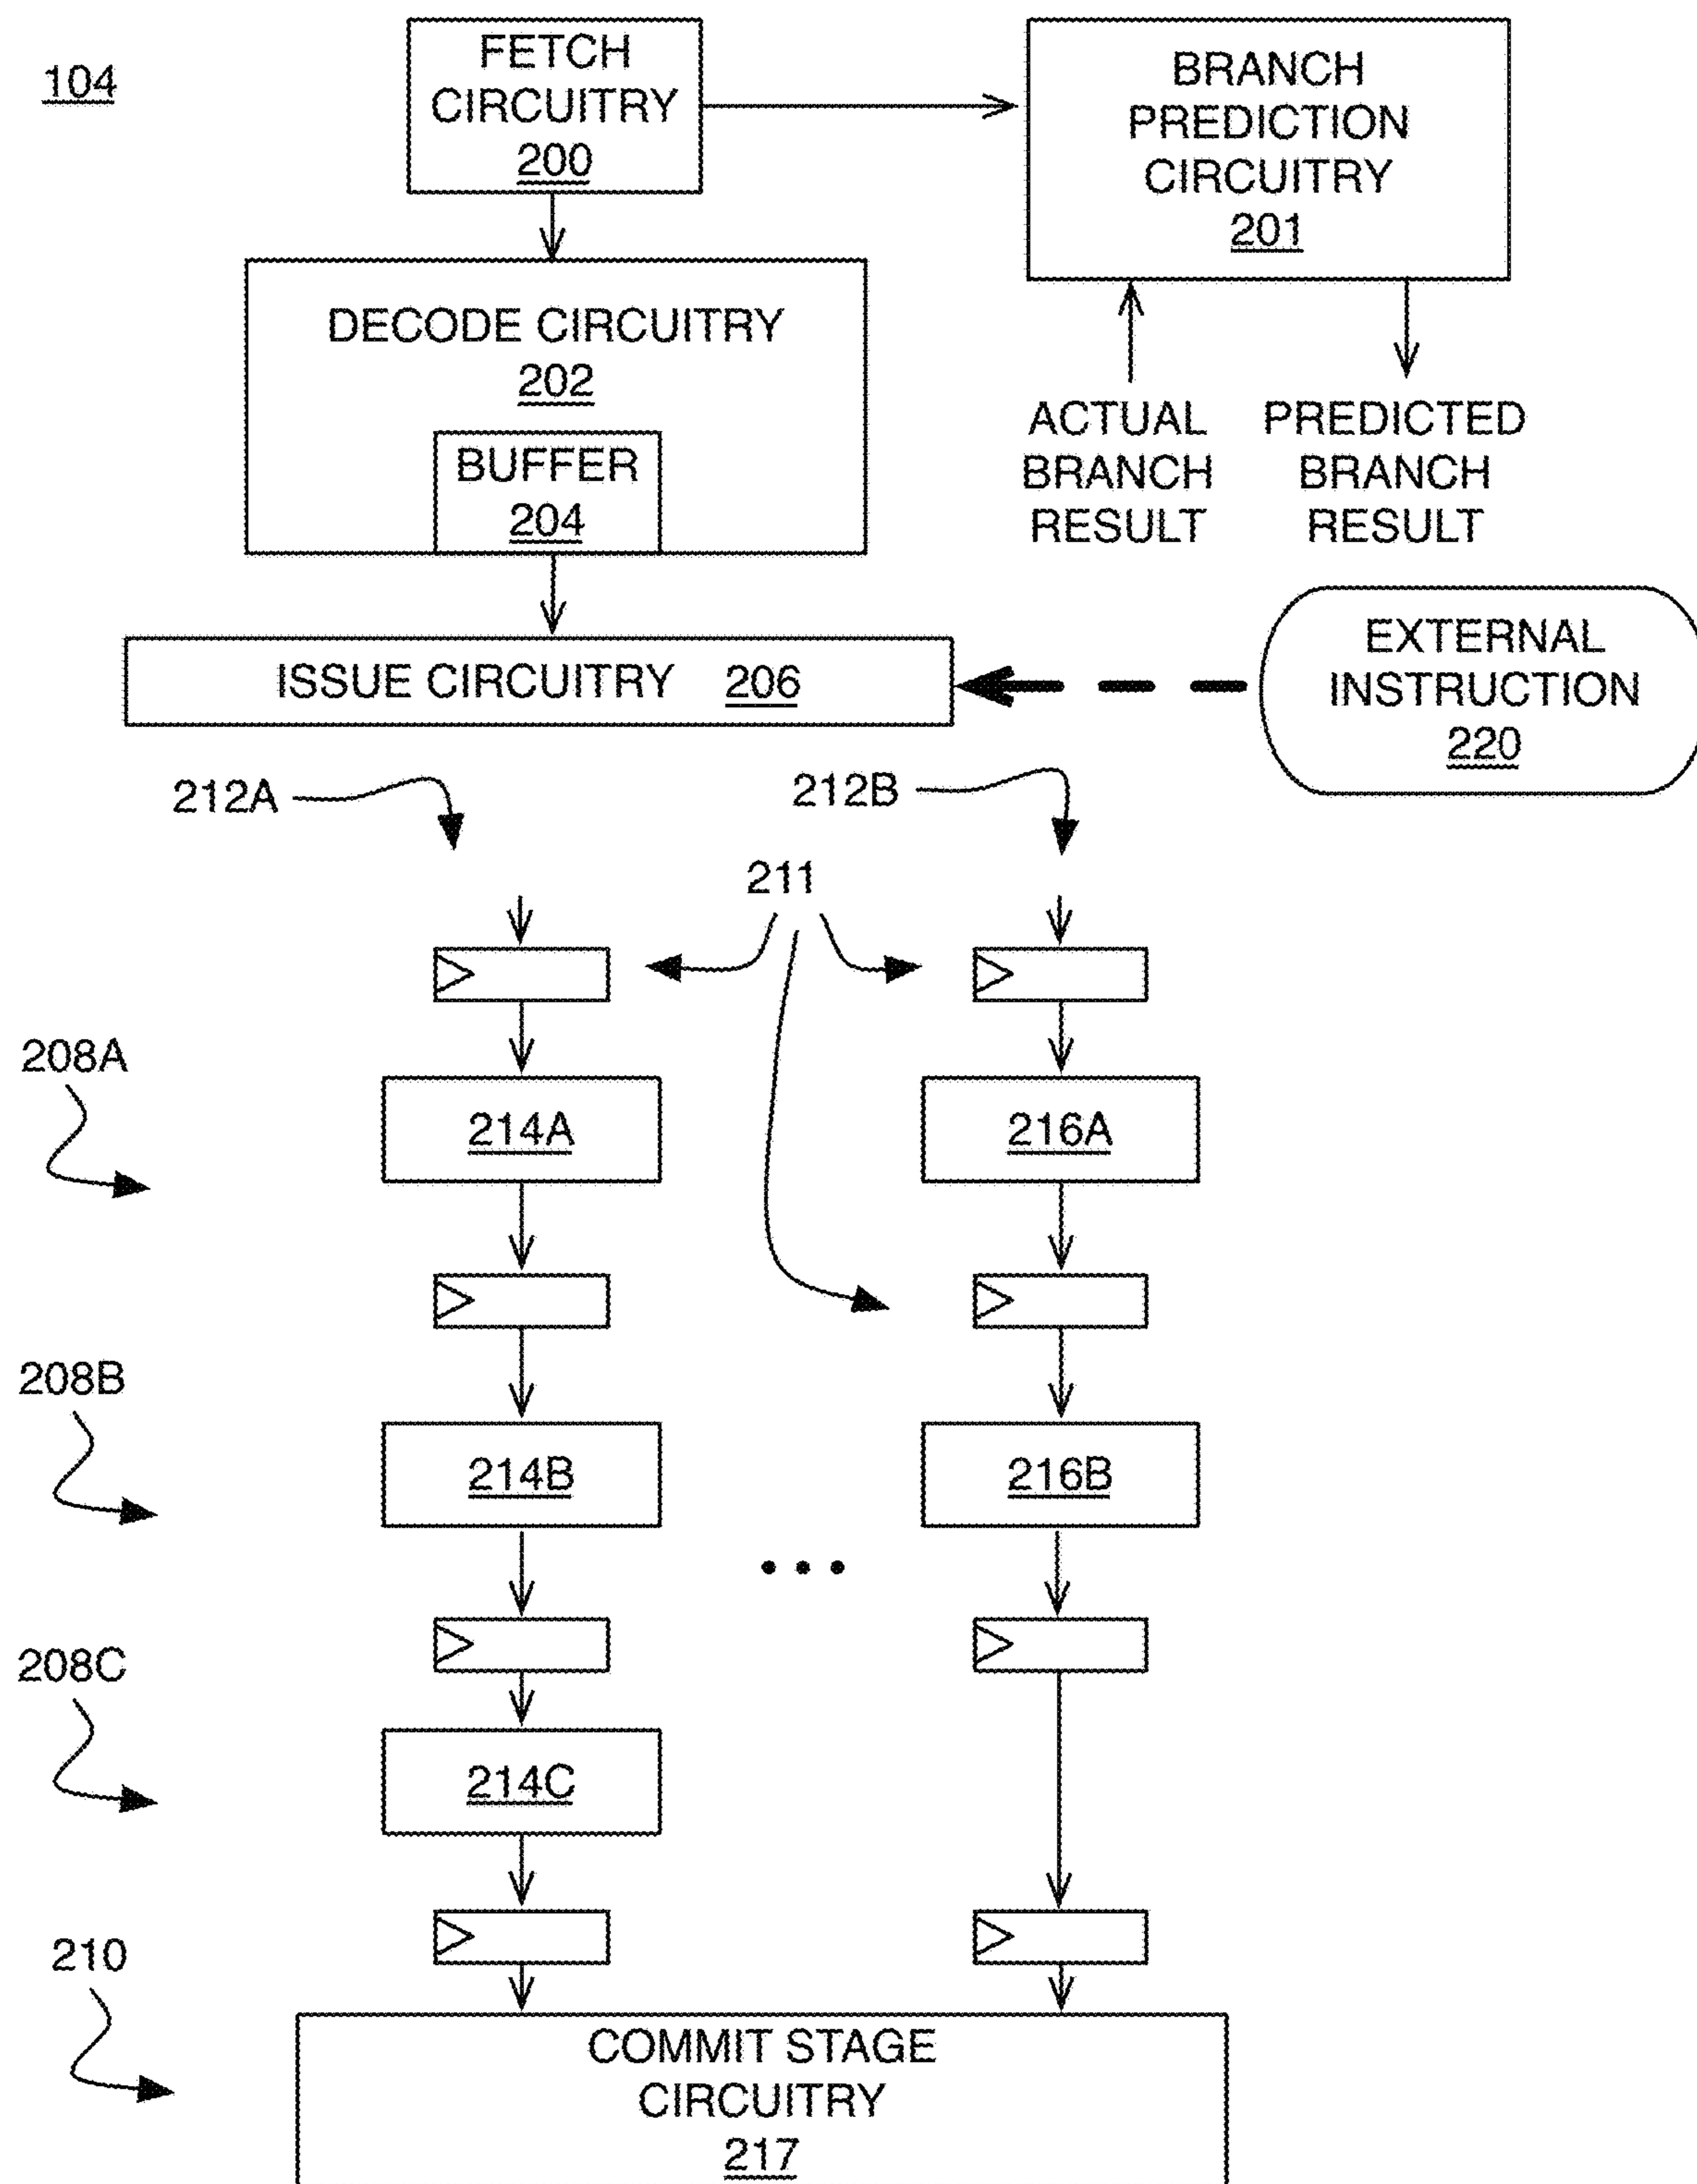 104
FETCH
CIRCUITRY
200
BRANCH
PREDICTION
CIRCUITRY
201
DECODE CIRCUITRY
202
BUFFER
204
ACTUAL
BRANCH
RESULT
PREDICTED
BRANCH
RESULT
ISSUE CIRCUITRY 206
EXTERNAL
INSTRUCTION
220
212A
212B
211
208A
214A
216A
208B
214B
216B
...
208C
214C
210
COMMIT STAGE
CIRCUITRY
217